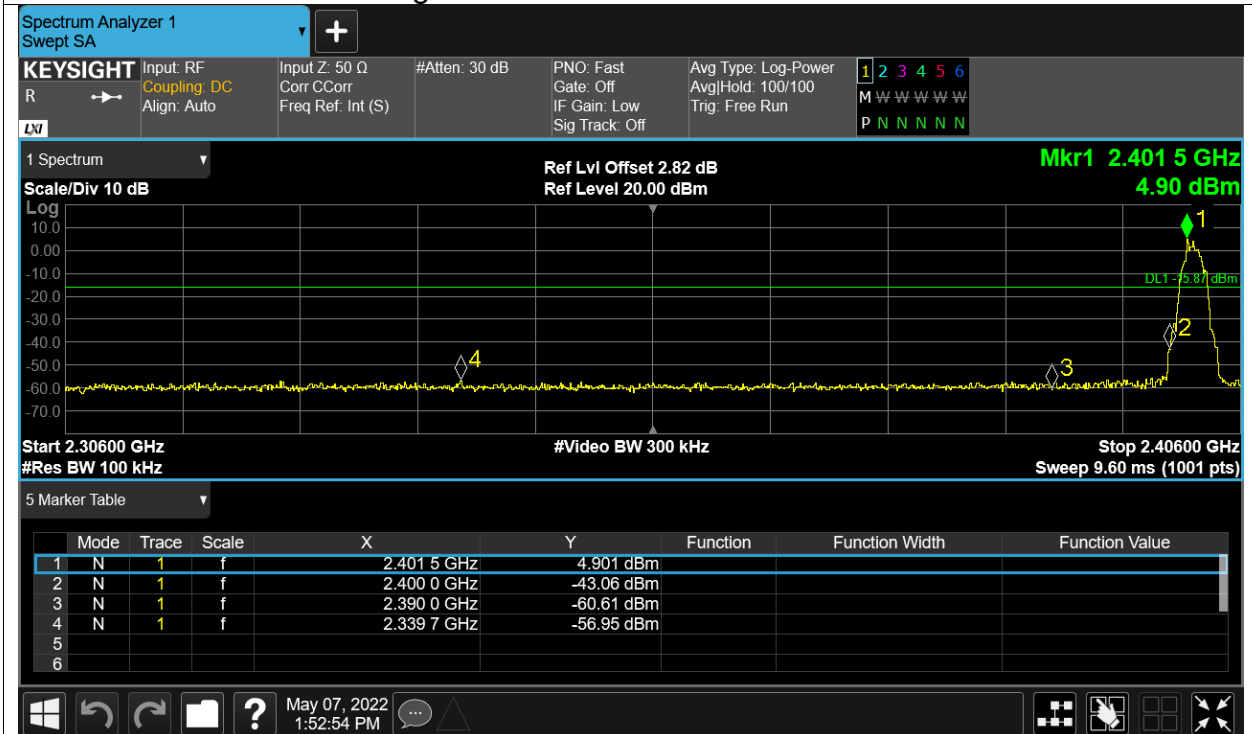 Spectrum Analyzer 1
Swept SA
+
KEYSIGHT Input: RF Input Z: 50 Ω #Atten: 30 dB PNO: Fast Avg Type: Log-Power 1 2 3 4 5 6
R Coupling: DC Corr CCorr Gate: Off Avg|Hold: 100/100 M W W W W W
Align: Auto Freq Ref: Int (S) IF Gain: Low Trig: Free Run
LXI Sig Track: Off P N N N N N
1 Spectrum Ref Lvl Offset 2.82 dB Mkr1 2.401 5 GHz
Scale/Div 10 dB Ref Level 20.00 dBm 4.90 dBm
Log
1
10.0
0.00
-10.0
DL1 -15.87 dBm
-20.0
-30.0
2
-40.0
-50.0
4
3
-60.0
-70.0
Start 2.30600 GHz #Video BW 300 kHz Stop 2.40600 GHz
#Res BW 100 kHz Sweep 9.60 ms (1001 pts)
5 Marker Table
Mode Trace Scale X Y Function Function Width Function Value
1 N 1 f 2.401 5 GHz 4.901 dBm
2 N 1 f 2.400 0 GHz -43.06 dBm
3 N 1 f 2.390 0 GHz -60.61 dBm
4 N 1 f 2.339 7 GHz -56.95 dBm
5
6
? May 07, 2022
1:52:54 PM